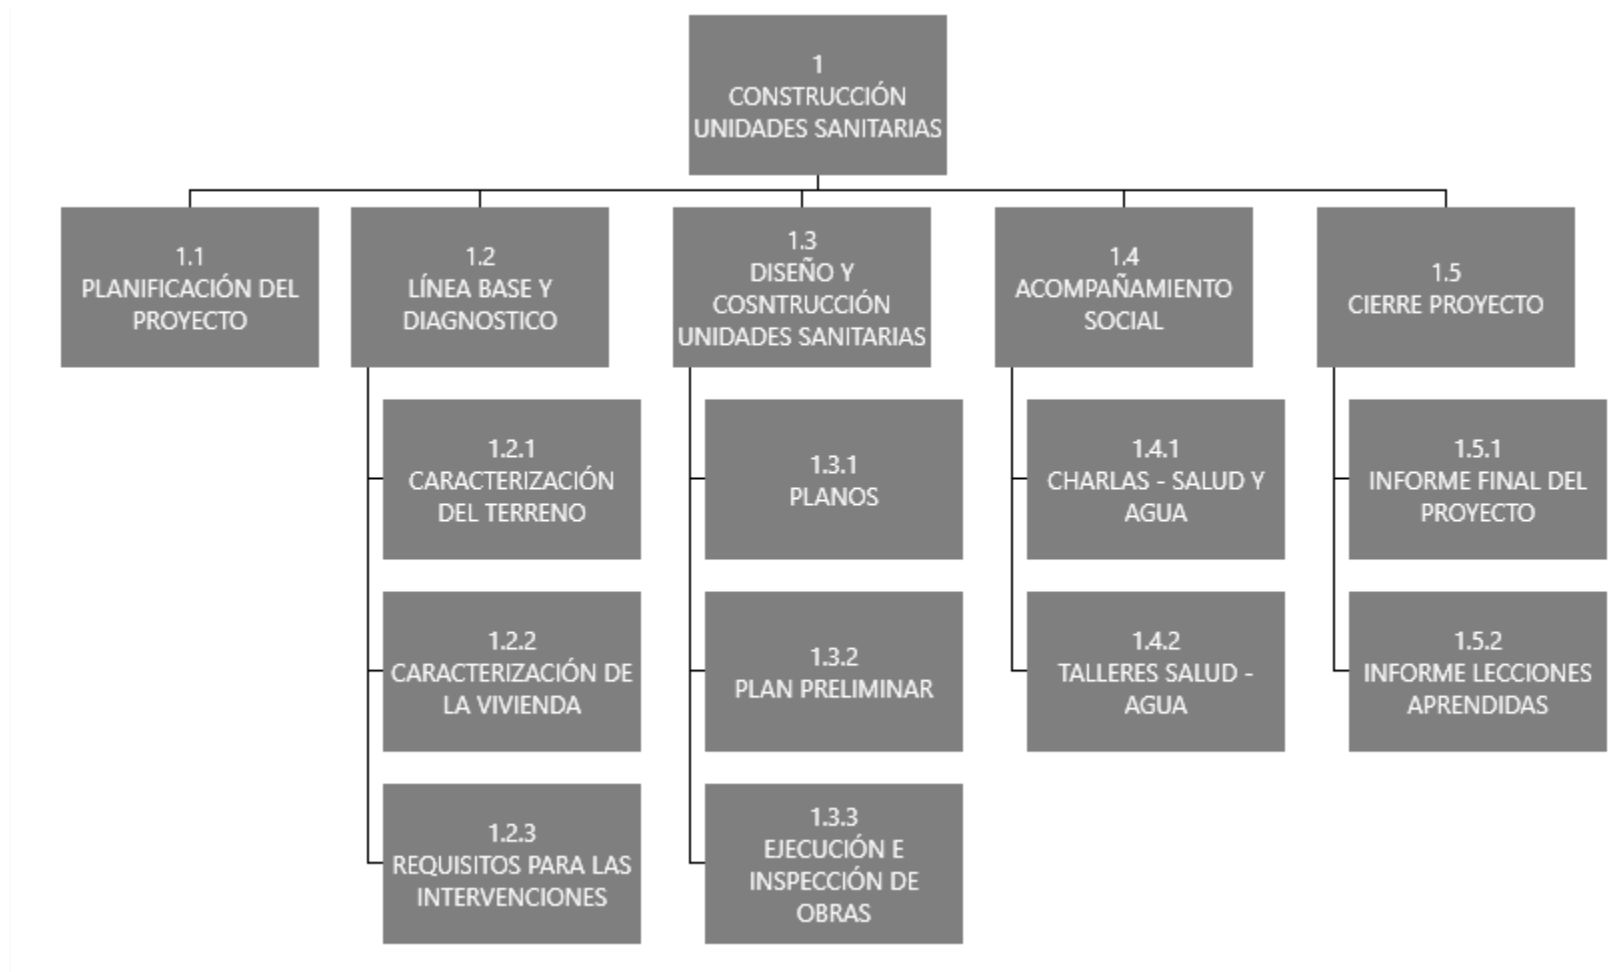 1
CONSTRUCCIÓN
UNIDADES SANITARIAS
1.1
PLANIFICACIÓN DEL
PROYECTO
1.2
LÍNEA BASE Y
DIAGNOSTICO
1.3
DISEÑO Y
COSNTRUCCIÓN
UNIDADES SANITARIAS
1.4
ACOMPAÑAMIENTO
SOCIAL
1.5
CIERRE PROYECTO
1.2.1
CARACTERIZACIÓN
DEL TERRENO
1.2.2
CARACTERIZACIÓN DE
LA VIVIENDA
1.2.3
REQUISITOS PARA LAS
INTERVENCIONES
1.3.1
PLANOS
1.3.2
PLAN PRELIMINAR
1.3.3
EJECUCIÓN E
INSPECCIÓN DE
OBRAS
1.4.1
CHARLAS - SALUD Y
AGUA
1.4.2
TALLERES SALUD -
AGUA
1.5.1
INFORME FINAL DEL
PROYECTO
1.5.2
INFORME LECCIONES
APRENDIDAS